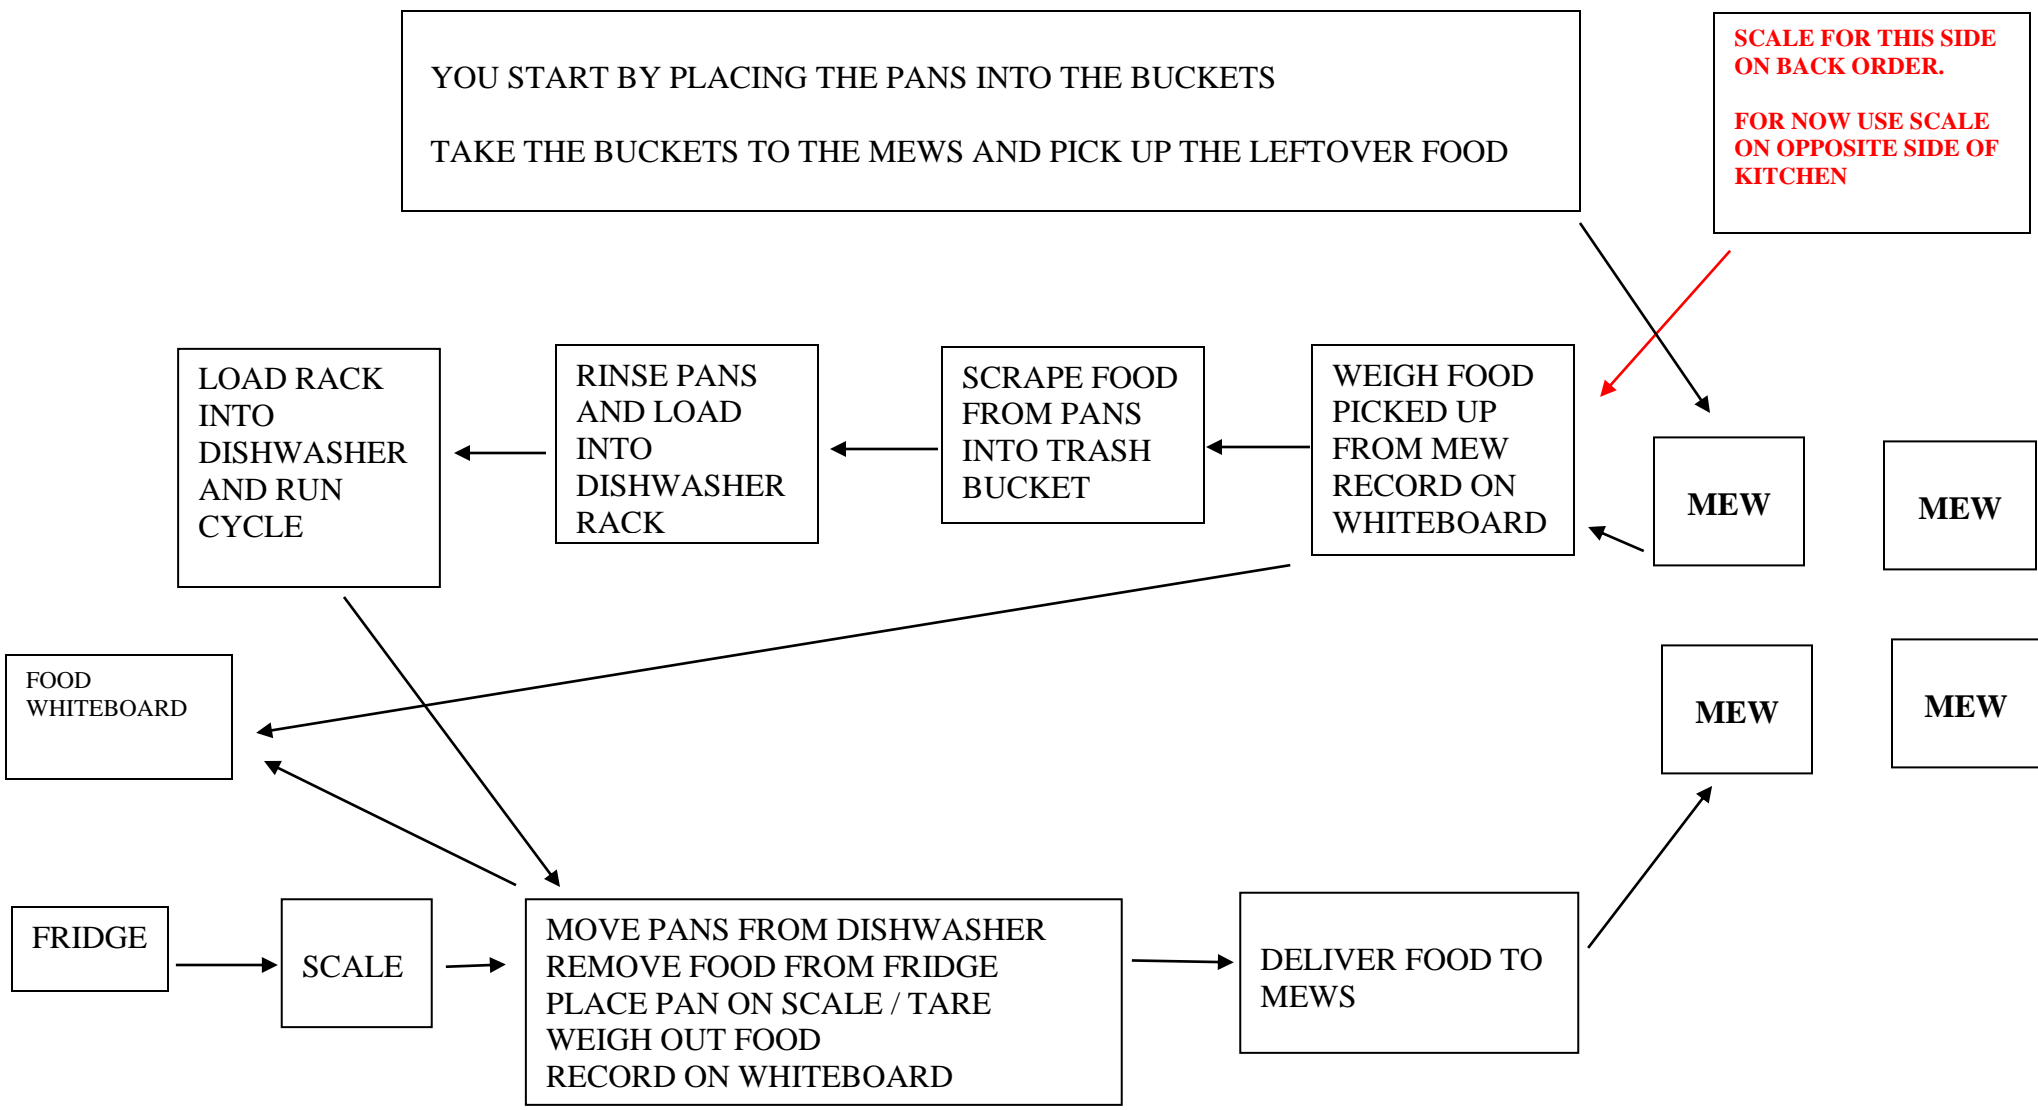 YOU START BY PLACING THE PANS INTO THE BUCKETS
TAKE THE BUCKETS TO THE MEWS AND PICK UP THE LEFTOVER FOOD
SCALE FOR THIS SIDE
ON BACK ORDER.
FOR NOW USE SCALE
ON OPPOSITE SIDE OF
KITCHEN
LOAD RACK
INTO
DISHWASHER
AND RUN
CYCLE
RINSE PANS
AND LOAD
INTO
DISHWASHER
RACK
SCRAPE FOOD
FROM PANS
INTO TRASH
BUCKET
WEIGH FOOD
PICKED UP
FROM MEW
RECORD ON
WHITEBOARD
MEW
MEW
FOOD
WHITEBOARD
MEW
MEW
FRIDGE
SCALE
MOVE PANS FROM DISHWASHER
REMOVE FOOD FROM FRIDGE
PLACE PAN ON SCALE / TARE
WEIGH OUT FOOD
RECORD ON WHITEBOARD
DELIVER FOOD TO
MEWS